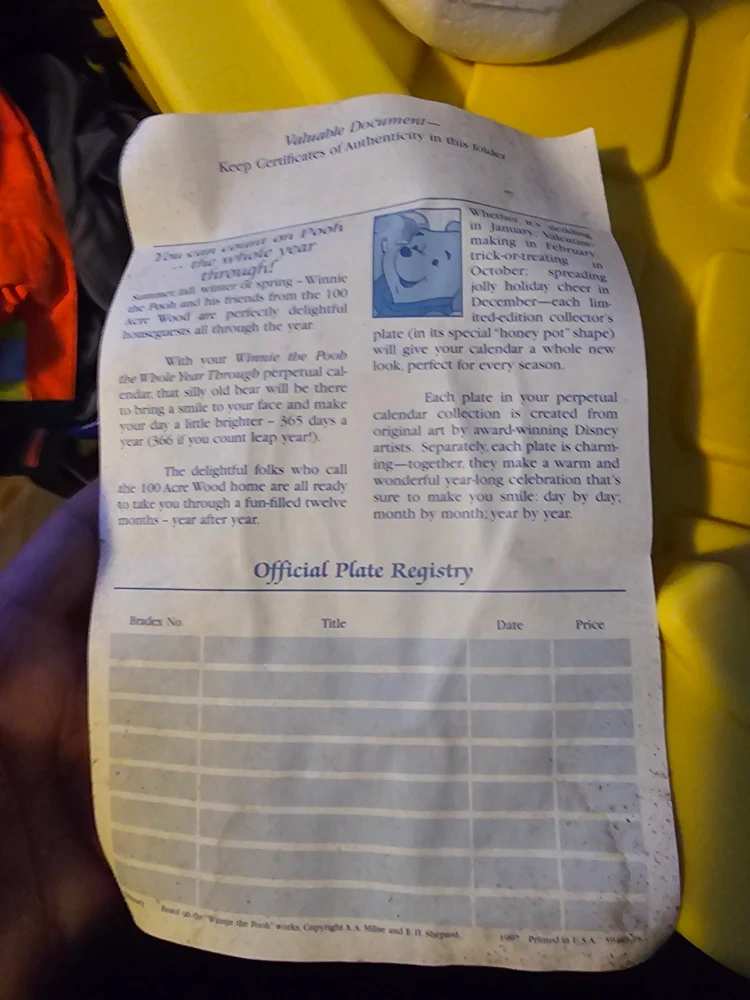 Valuable Document—
Keep Certificates of Authenticity in this folder
You can count on Pooh
– the whole year
through!
Summer, fall, winter or spring – Winnie
the Pooh and his friends from the 100
Acre Wood are perfectly delightful
houseguests all through the year.
With your Winnie the Pooh
the Whole Year Through perpetual cal-
endar, that silly old bear will be there
to bring a smile to your face and make
your day a little brighter – 365 days a
year (366 if you count leap year!).
The delightful folks who call
the 100 Acre Wood home are all ready
to take you through a fun-filled twelve
months – year after year.
Whether it's sledding
in January, Valentine-
making in February,
trick-or-treating in
October; spreading
jolly holiday cheer in
December—each lim-
ited-edition collector's
plate (in its special "honey pot" shape)
will give your calendar a whole new
look, perfect for every season.
Each plate in your perpetual
calendar collection is created from
original art by award-winning Disney
artists. Separately, each plate is charm-
ing—together, they make a warm and
wonderful year-long celebration that's
sure to make you smile: day by day;
month by month; year by year.
Official Plate Registry
Bradex No. Title Date Price
Based on the "Winnie the Pooh" works, Copyright A.A. Milne and E.H. Shepard.
1997 Printed in U.S.A.